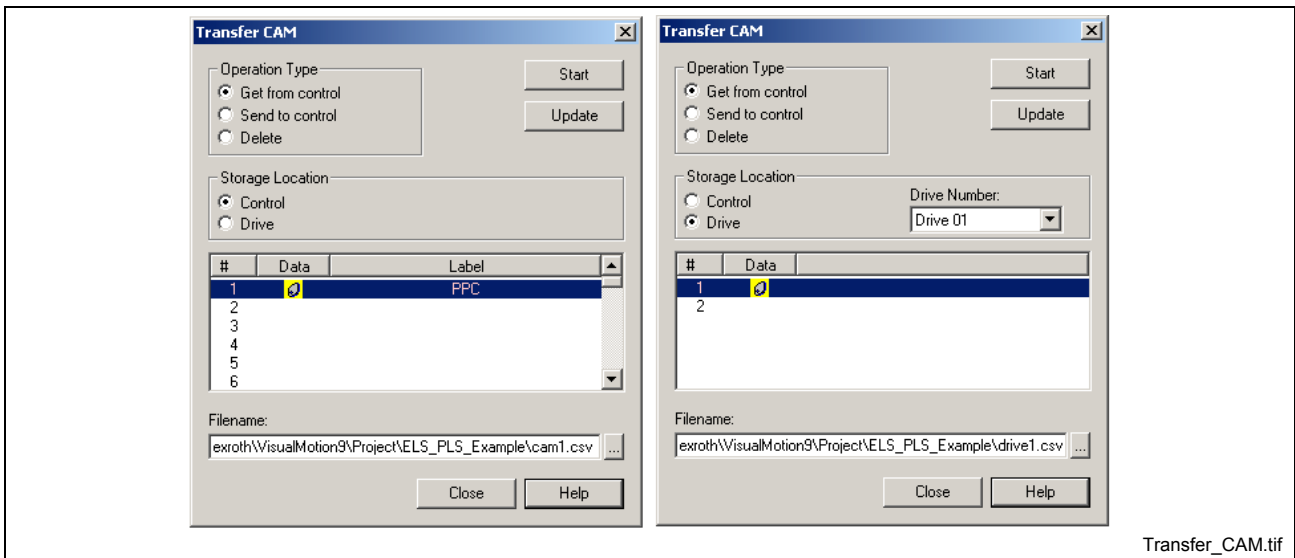 Transfer CAM
Operation Type
Get from control
Send to control
Delete
Start
Update
Storage Location
Control
Drive
# Data Label
1 PPC
2
3
4
5
6
Filename:
exroth\VisualMotion9\Project\ELS_PLS_Example\cam1.csv ...
Close Help
Transfer CAM
Operation Type
Get from control
Send to control
Delete
Start
Update
Storage Location
Control
Drive
Drive Number:
Drive 01
# Data
1
2
Filename:
exroth\VisualMotion9\Project\ELS_PLS_Example\drive1.csv ...
Close Help
Transfer_CAM.tif